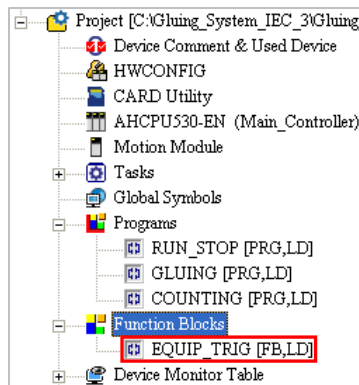 Project [C:\Gluing_System_IEC_3\Gluing
Device Comment & Used Device
HWCONFIG
CARD Utility
AHCPU530-EN (Main_Controller)
Motion Module
Tasks
Global Symbols
Programs
RUN_STOP [PRG,LD]
GLUING [PRG,LD]
COUNTING [PRG,LD]
Function Blocks
EQUIP_TRIG [FB,LD]
Device Monitor Table